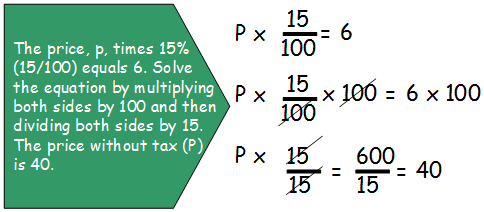 The price, p, times 15%
(15/100) equals 6. Solve
the equation by multiplying
both sides by 100 and then
dividing both sides by 15.
The price without tax (P)
is 40.
P x 15/100 = 6
P x 15/100 x 100 = 6 x 100
P x 15/15 = 600/15 = 40